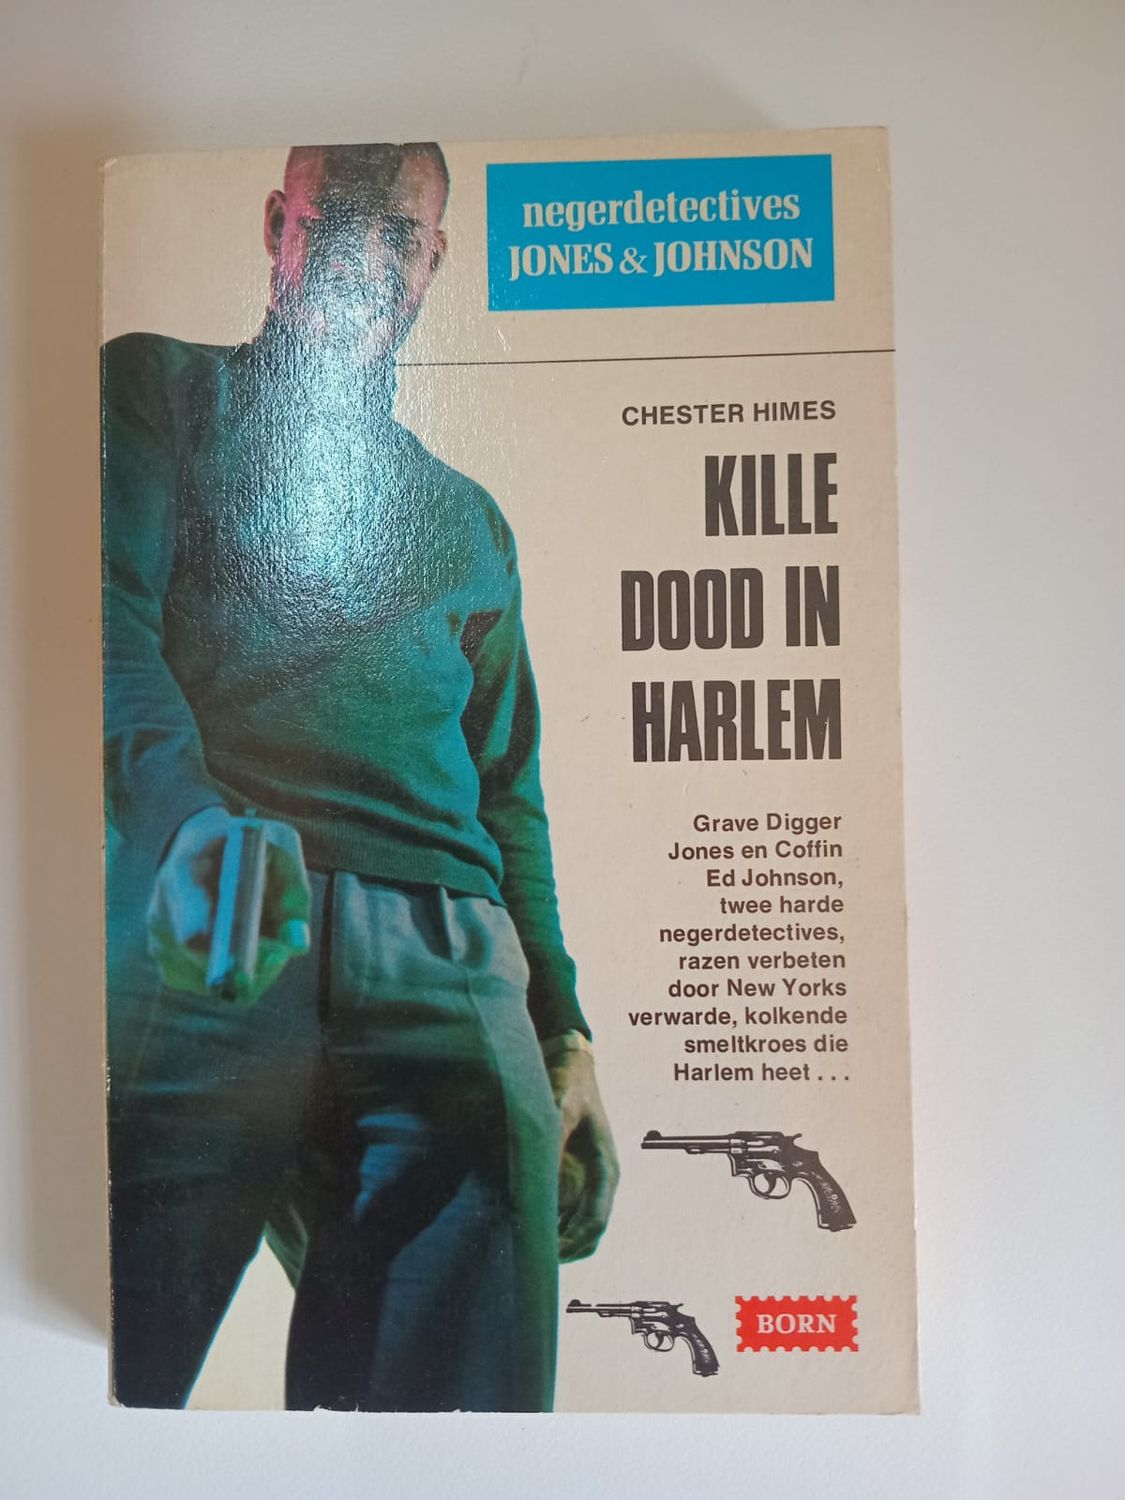 negerdetectives
JONES & JOHNSON
CHESTER HIMES
KILLE
DOOD IN
HARLEM
Grave Digger
Jones en Coffin
Ed Johnson,
twee harde
negerdetectives,
razen verbeten
door New Yorks
verwarde, kolkende
smeltkroes die
Harlem heet . . .
BORN